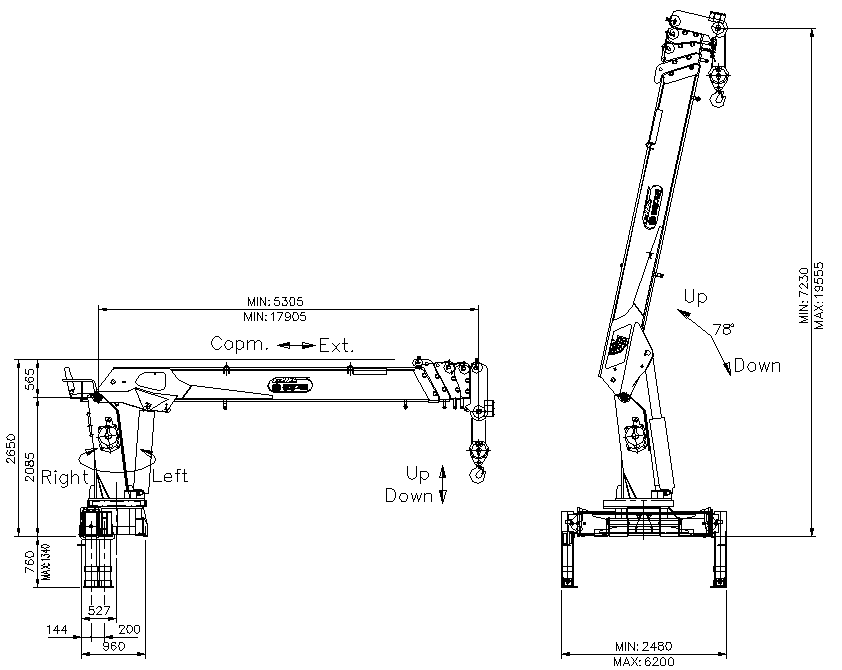 MIN: 5305
MIN: 17905
Copm. Ext.
565
2650
2085
Right
Left
Up
Down
760
MAX: 1340
527
144
200
960
MIN: 7230
MAX: 19555
Up
78°
Down
MIN: 2480
MAX: 6200